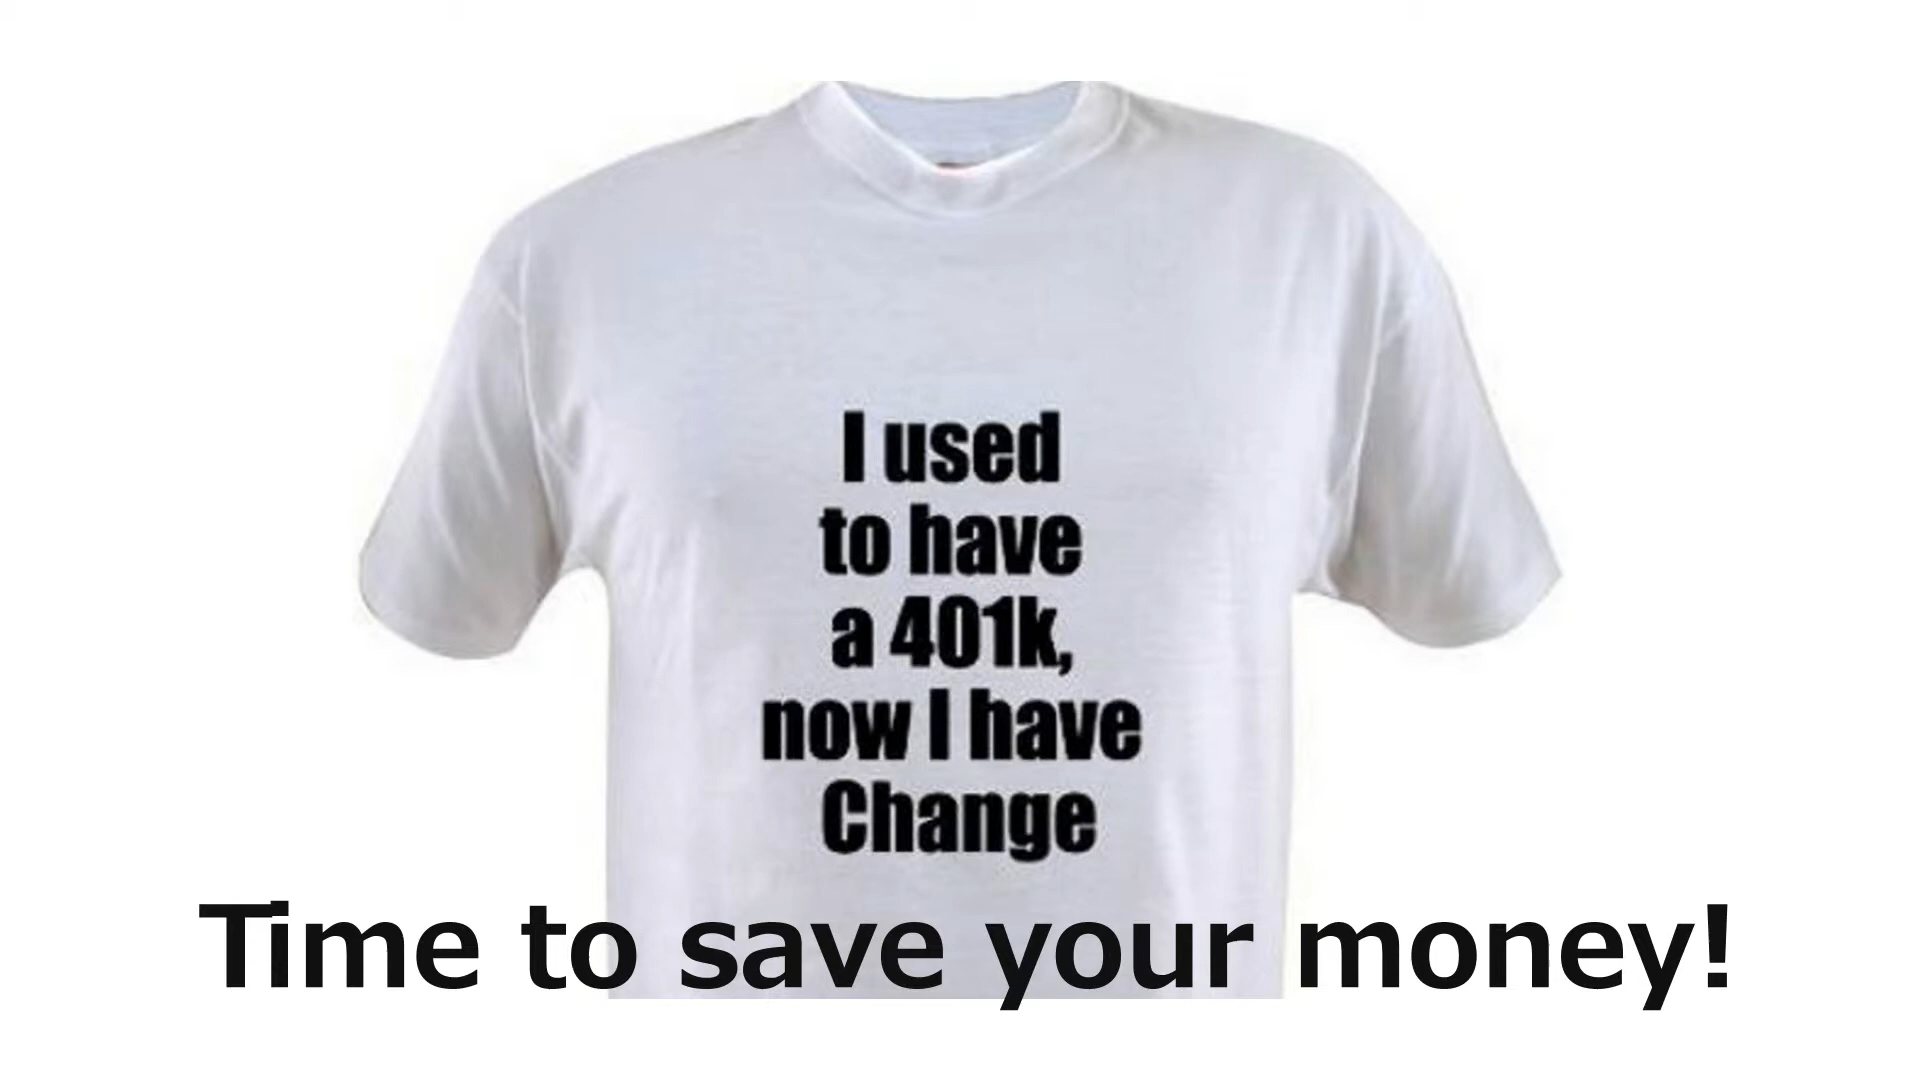 I used
to have
a 401k,
now I have
Change
Time to save your money!